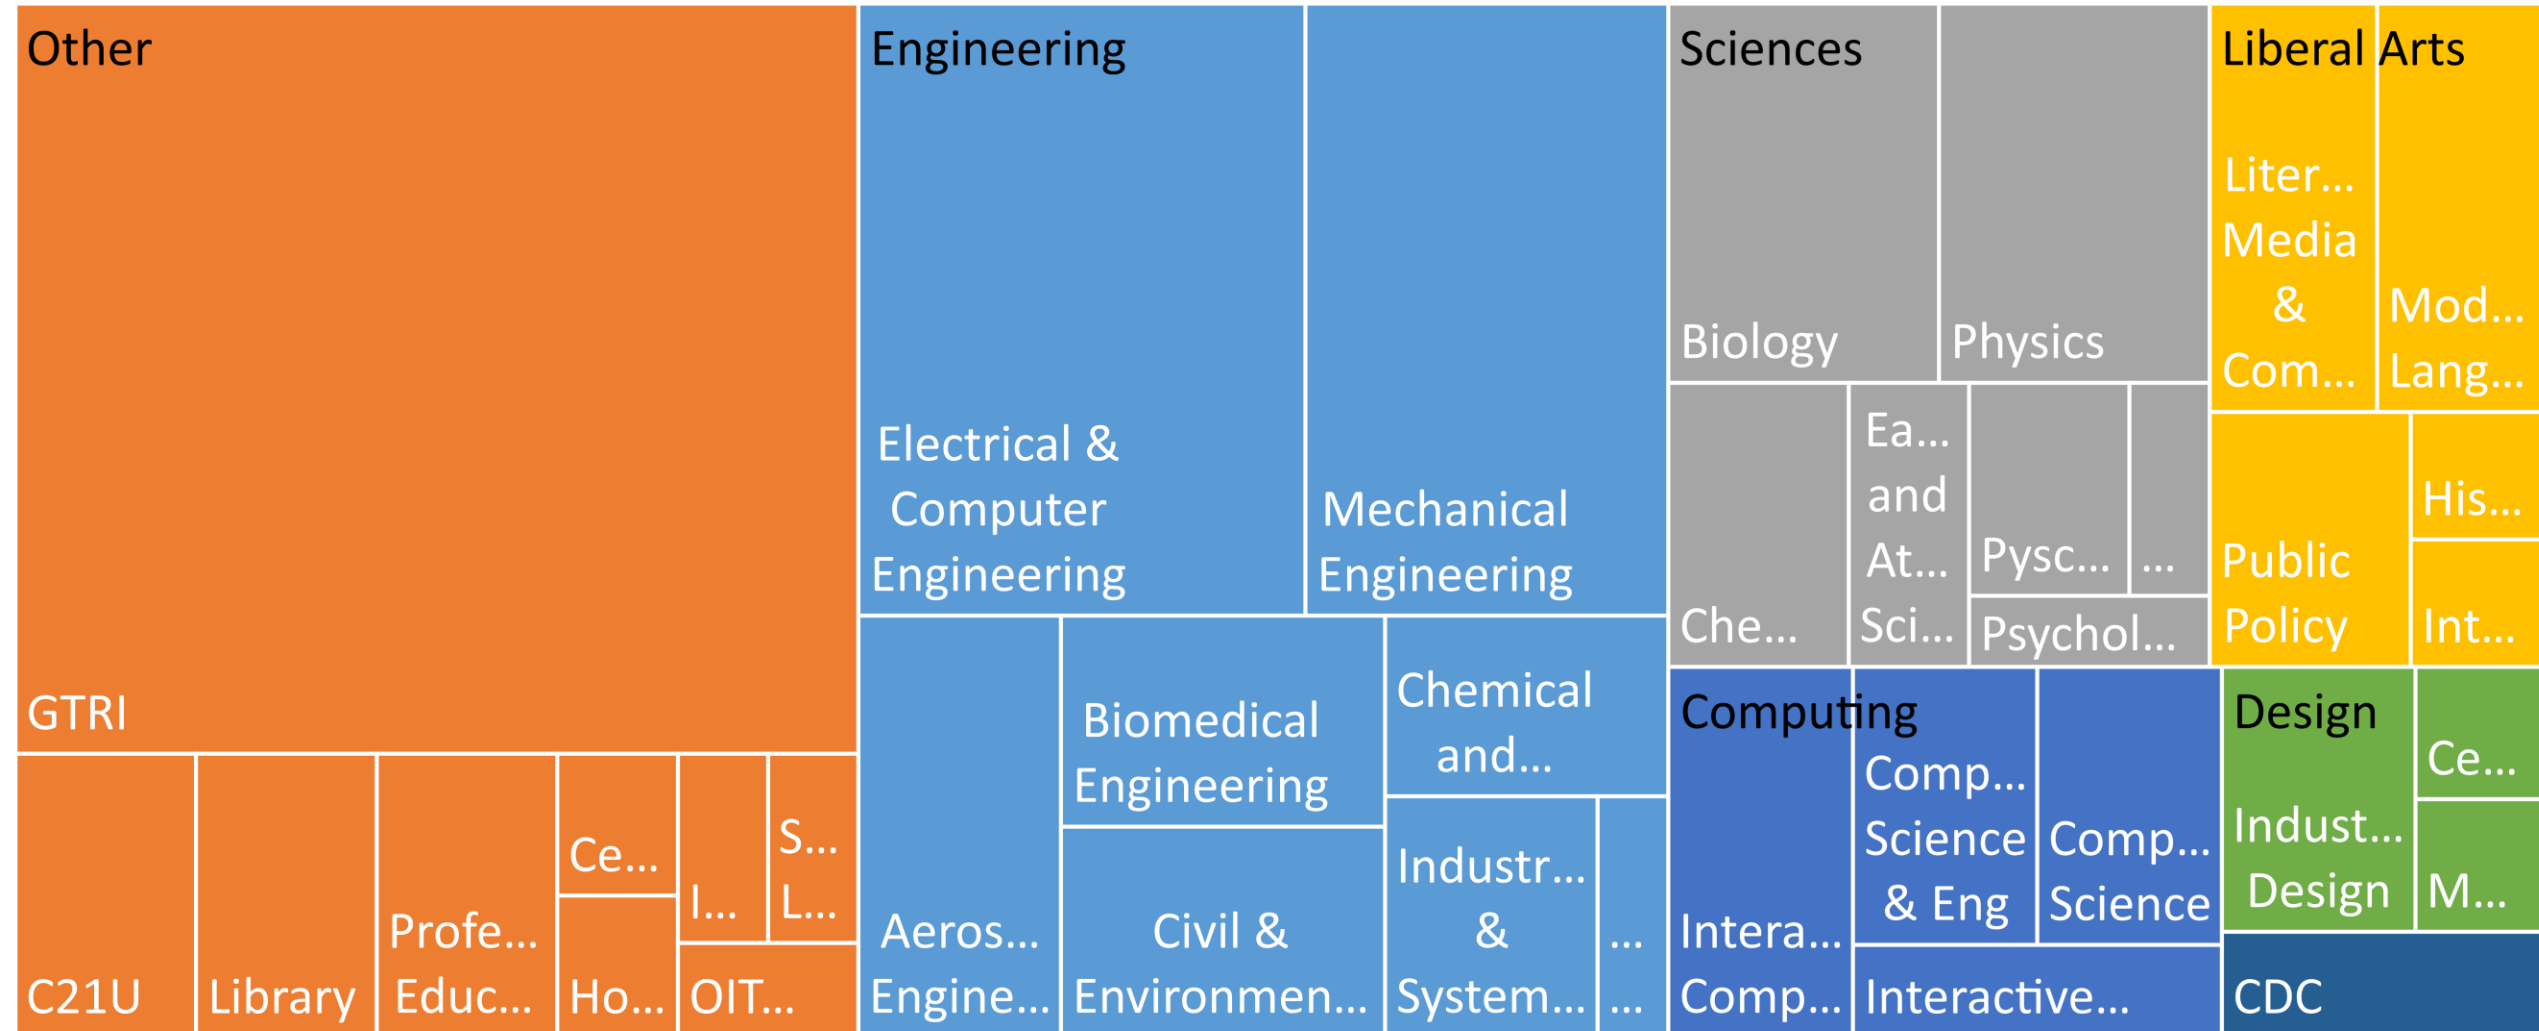 Other
GTRI
C21U
Library
Profe...
Educ...
Ce...
Ho...
I...
S...
L...
OIT...
Engineering
Electrical &
Computer
Engineering
Mechanical
Engineering
Aeros...
Engine...
Biomedical
Engineering
Civil &
Environmen...
Chemical
and...
Industr...
&
System...
...
...
Sciences
Biology
Physics
Che...
Ea...
and
At...
Sci...
Pysc...
...
Psychol...
Liberal Arts
Liter...
Media
&
Com...
Mod...
Lang...
Public
Policy
His...
Int...
Computing
Intera...
Comp...
Comp...
Science
& Eng
Comp...
Science
Interactive...
Design
Indust...
Design
Ce...
M...
CDC